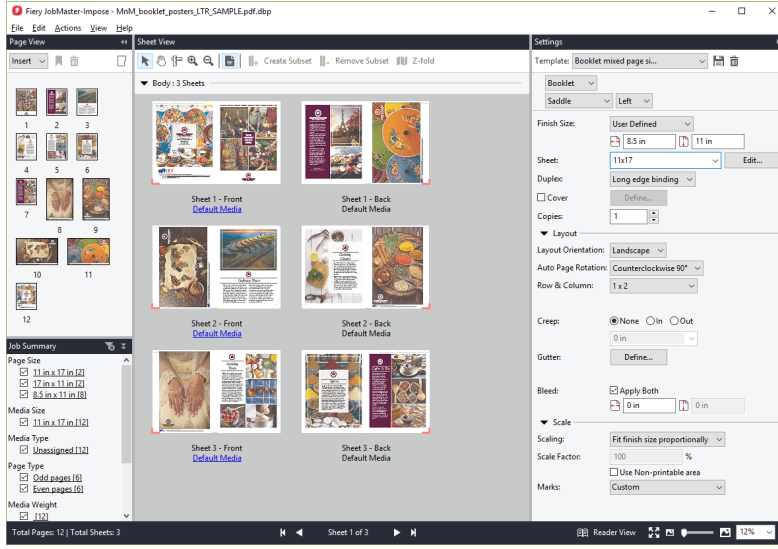 Fiery JobMaster-Impose - MnM_booklet_posters_LTR_SAMPLE.pdf.dbp
File Edit Actions View Help
Page View
Insert
1 2 3
4 5 6
7
8 9
10 11
12
Job Summary
Page Size
11 in x 17 in [2]
17 in x 11 in [2]
8.5 in x 11 in [8]
Media Size
11 in x 17 in [12]
Media Type
Unassigned [12]
Page Type
Odd pages [6]
Even pages [6]
Media Weight
[12]
Sheet View
Create Subset Remove Subset Z-fold
Body : 3 Sheets
Sheet 1 - Front
Default Media
Sheet 1 - Back
Default Media
Culinary Tours
Cooking Classes
Sheet 2 - Front
Default Media
Sheet 2 - Back
Default Media
Cooking Tools
Spices
Sheet 3 - Front
Default Media
Sheet 3 - Back
Default Media
Settings
Template: Booklet mixed page si...
Booklet
Saddle Left
Finish Size: User Defined
8.5 in 11 in
Sheet: 11x17 Edit...
Duplex: Long edge binding
Cover Define...
Copies: 1
Layout
Layout Orientation: Landscape
Auto Page Rotation: Counterclockwise 90°
Row & Column: 1 x 2
Creep: None In Out
0 in
Gutter: Define...
Bleed: Apply Both
0 in 0 in
Scale
Scaling: Fit finish size proportionally
Scale Factor: 100 %
Use Non-printable area
Marks: Custom
Total Pages: 12 | Total Sheets: 3
Sheet 1 of 3
Reader View
12%